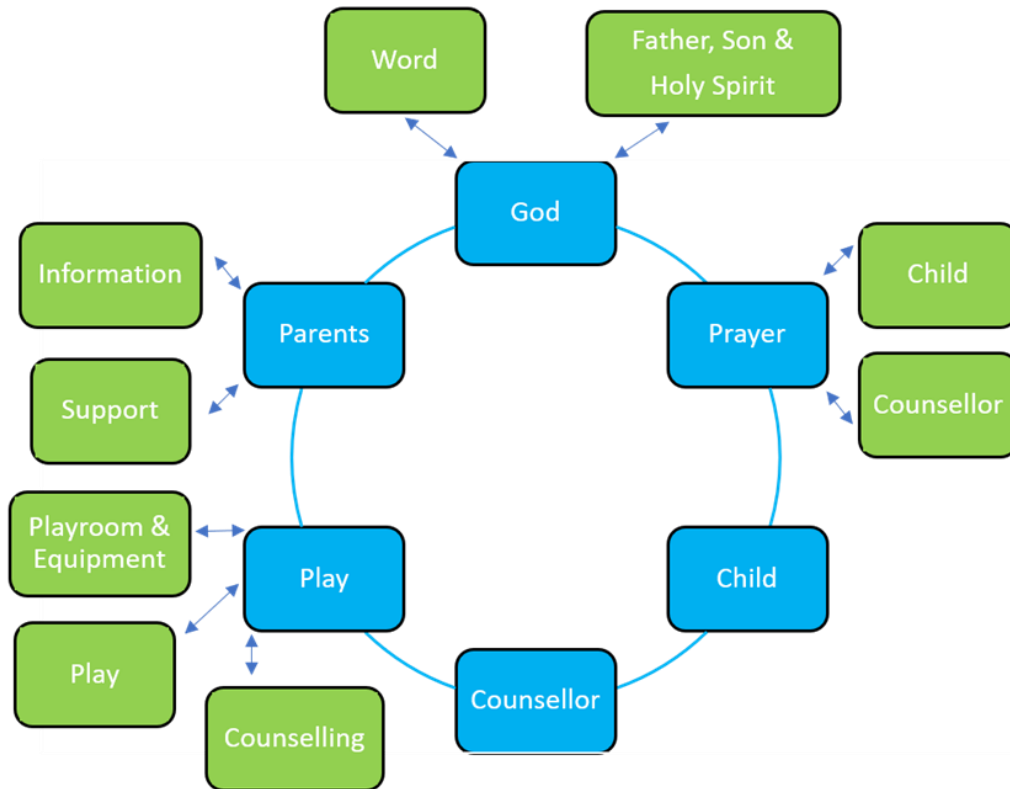 Word
Father, Son &
Holy Spirit
God
Information
Child
Parents
Prayer
Support
Counsellor
Playroom &
Equipment
Play
Child
Play
Counsellor
Counselling